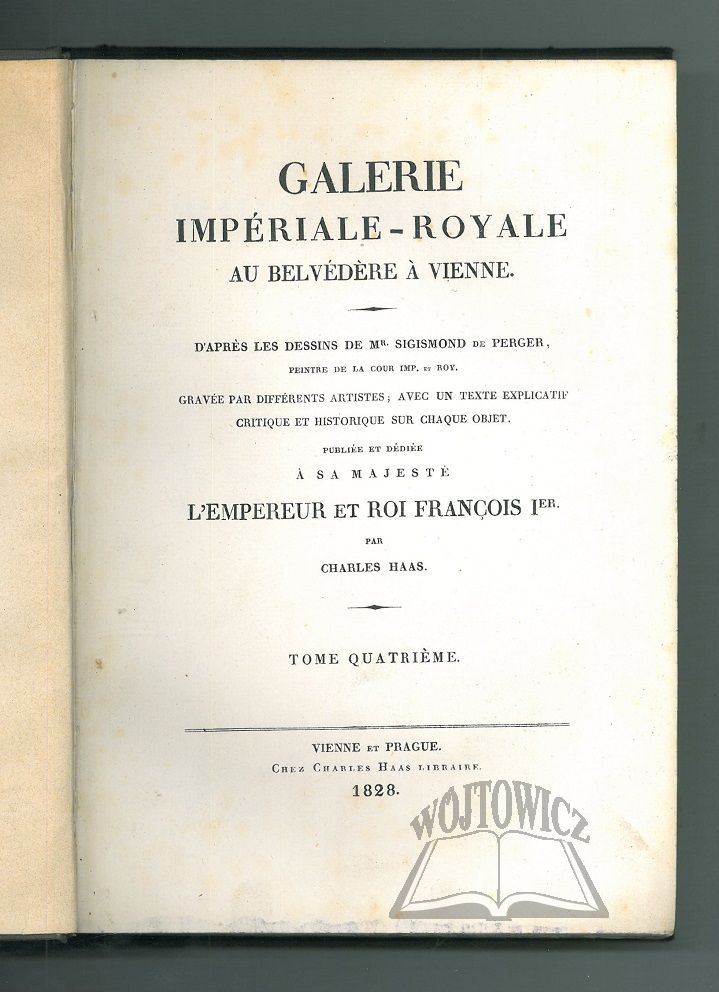 GALERIE
IMPÉRIALE-ROYALE
AU BELVÉDÈRE À VIENNE.
D'APRÈS LES DESSINS DE MR. SIGISMOND DE PERGER,
PEINTRE DE LA COUR IMP. ET ROY.
GRAVÉE PAR DIFFÉRENTS ARTISTES; AVEC UN TEXTE EXPLICATIF
CRITIQUE ET HISTORIQUE SUR CHAQUE OBJET.
PUBLIÉE ET DÉDIÉE
À SA MAJESTÉ
L'EMPEREUR ET ROI FRANÇOIS IER.
PAR
CHARLES HAAS.
TOME QUATRIÈME.
VIENNE ET PRAGUE.
CHEZ CHARLES HAAS LIBRAIRE.
1828.
WÓJTOWICZ